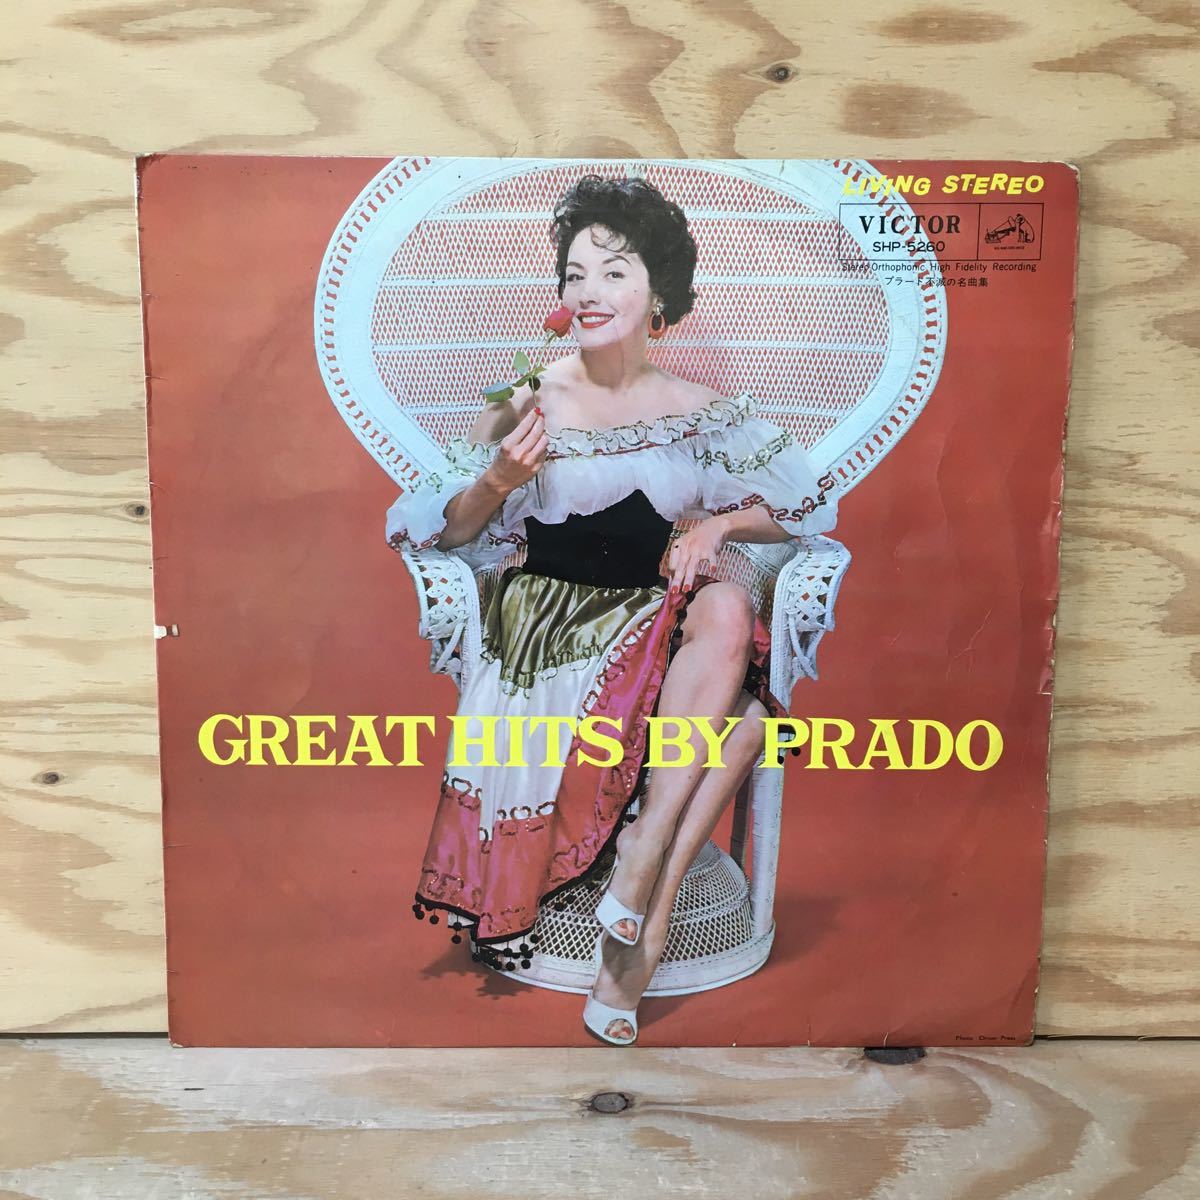 LIVING STEREO
VICTOR
SHP-5260
Stereo Orthophonic High Fidelity Recording
プラード不滅の名曲集
GREAT HITS BY PRADO
Photo : Orion Press